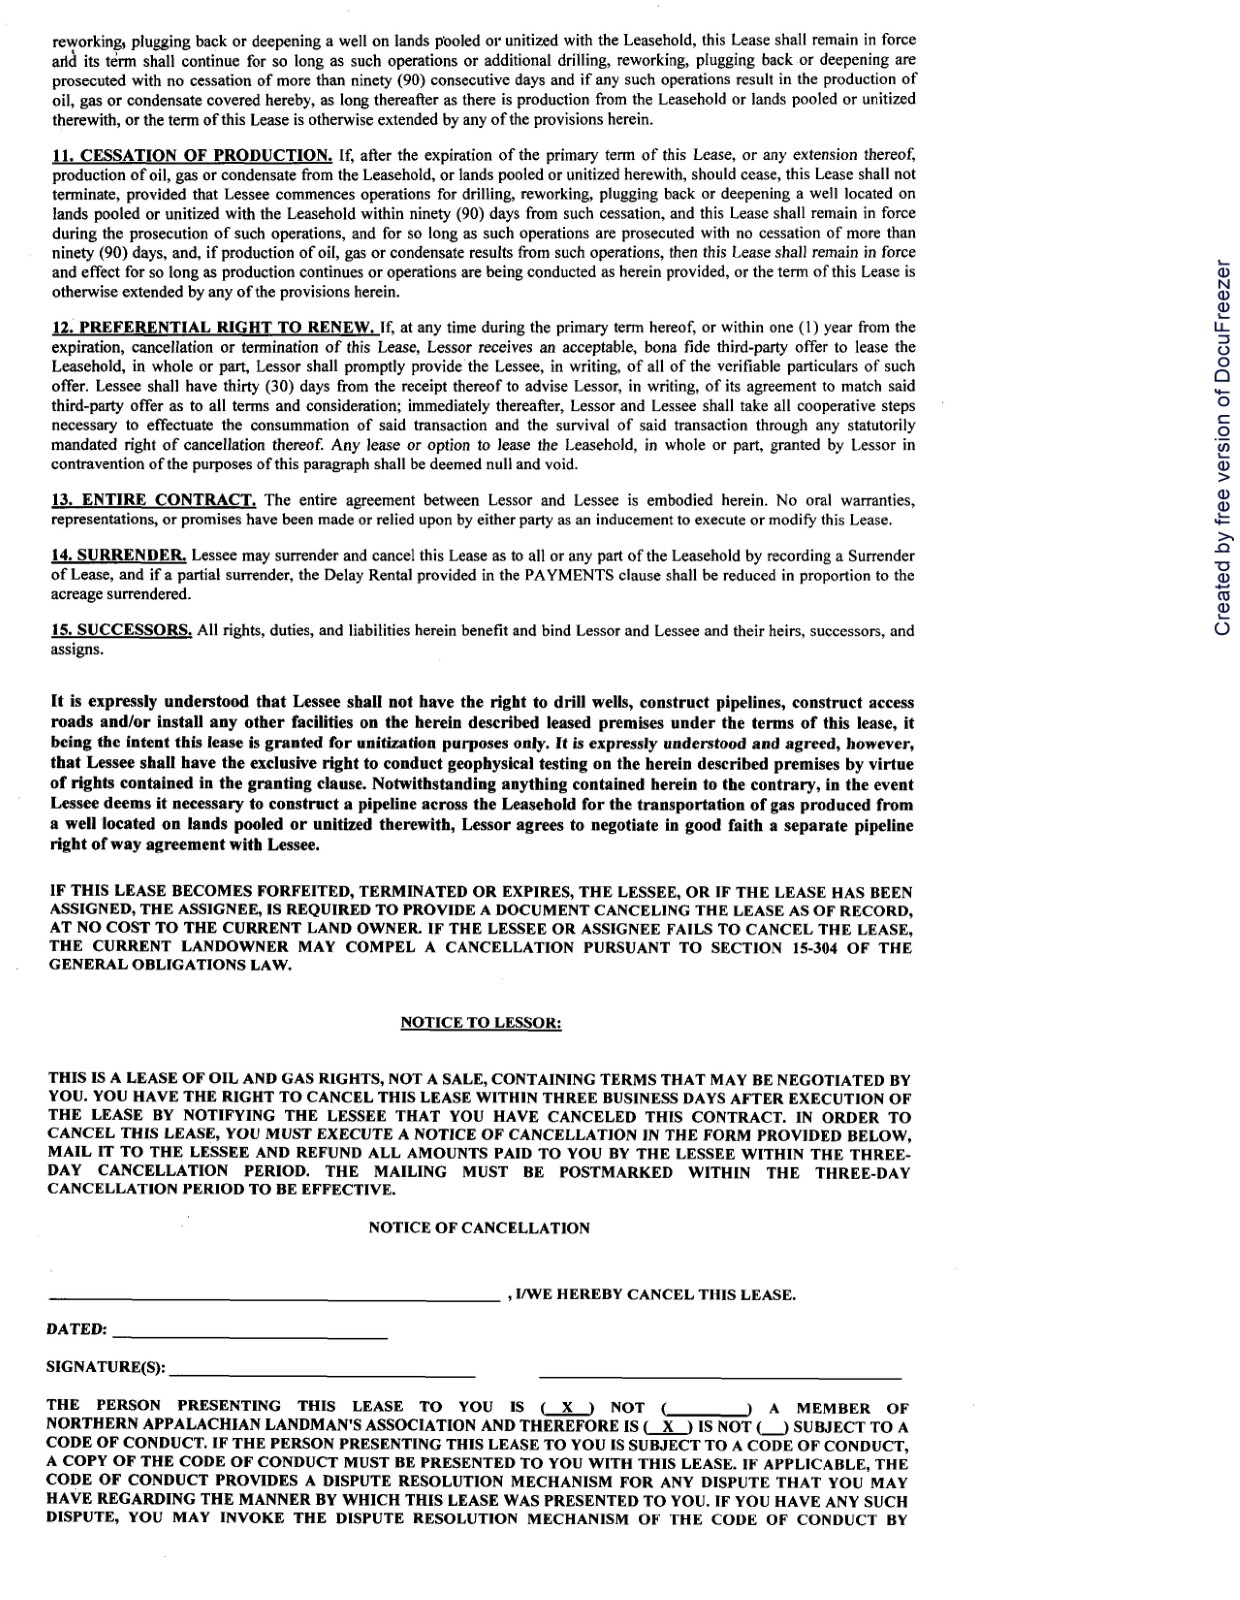 reworking, plugging back or deepening a well on lands pooled or unitized with the Leasehold, this Lease shall remain in force
and its term shall continue for so long as such operations or additional drilling, reworking, plugging back or deepening are
prosecuted with no cessation of more than ninety (90) consecutive days and if any such operations result in the production of
oil, gas or condensate covered hereby, as long thereafter as there is production from the Leasehold or lands pooled or unitized
therewith, or the term of this Lease is otherwise extended by any of the provisions herein.
11. CESSATION OF PRODUCTION. If, after the expiration of the primary term of this Lease, or any extension thereof,
production of oil, gas or condensate from the Leasehold, or lands pooled or unitized herewith, should cease, this Lease shall not
terminate, provided that Lessee commences operations for drilling, reworking, plugging back or deepening a well located on
lands pooled or unitized with the Leasehold within ninety (90) days from such cessation, and this Lease shall remain in force
during the prosecution of such operations, and for so long as such operations are prosecuted with no cessation of more than
ninety (90) days, and, if production of oil, gas or condensate results from such operations, then this Lease shall remain in force
and effect for so long as production continues or operations are being conducted as herein provided, or the term of this Lease is
otherwise extended by any of the provisions herein.
12. PREFERENTIAL RIGHT TO RENEW. If, at any time during the primary term hereof, or within one (1) year from the
expiration, cancellation or termination of this Lease, Lessor receives an acceptable, bona fide third-party offer to lease the
Leasehold, in whole or part, Lessor shall promptly provide the Lessee, in writing, of all of the verifiable particulars of such
offer. Lessee shall have thirty (30) days from the receipt thereof to advise Lessor, in writing, of its agreement to match said
third-party offer as to all terms and consideration; immediately thereafter, Lessor and Lessee shall take all cooperative steps
necessary to effectuate the consummation of said transaction and the survival of said transaction through any statutorily
mandated right of cancellation thereof. Any lease or option to lease the Leasehold, in whole or part, granted by Lessor in
contravention of the purposes of this paragraph shall be deemed null and void.
13. ENTIRE CONTRACT. The entire agreement between Lessor and Lessee is embodied herein. No oral warranties,
representations, or promises have been made or relied upon by either party as an inducement to execute or modify this Lease.
14. SURRENDER. Lessee may surrender and cancel this Lease as to all or any part of the Leasehold by recording a Surrender
of Lease, and if a partial surrender, the Delay Rental provided in the PAYMENTS clause shall be reduced in proportion to the
acreage surrendered.
15. SUCCESSORS. All rights, duties, and liabilities herein benefit and bind Lessor and Lessee and their heirs, successors, and
assigns.
It is expressly understood that Lessee shall not have the right to drill wells, construct pipelines, construct access
roads and/or install any other facilities on the herein described leased premises under the terms of this lease, it
being the intent this lease is granted for unitization purposes only. It is expressly understood and agreed, however,
that Lessee shall have the exclusive right to conduct geophysical testing on the herein described premises by virtue
of rights contained in the granting clause. Notwithstanding anything contained herein to the contrary, in the event
Lessee deems it necessary to construct a pipeline across the Leasehold for the transportation of gas produced from
a well located on lands pooled or unitized therewith, Lessor agrees to negotiate in good faith a separate pipeline
right of way agreement with Lessee.
IF THIS LEASE BECOMES FORFEITED, TERMINATED OR EXPIRES, THE LESSEE, OR IF THE LEASE HAS BEEN
ASSIGNED, THE ASSIGNEE, IS REQUIRED TO PROVIDE A DOCUMENT CANCELING THE LEASE AS OF RECORD,
AT NO COST TO THE CURRENT LAND OWNER. IF THE LESSEE OR ASSIGNEE FAILS TO CANCEL THE LEASE,
THE CURRENT LANDOWNER MAY COMPEL A CANCELLATION PURSUANT TO SECTION 15-304 OF THE
GENERAL OBLIGATIONS LAW.
NOTICE TO LESSOR:
THIS IS A LEASE OF OIL AND GAS RIGHTS, NOT A SALE, CONTAINING TERMS THAT MAY BE NEGOTIATED BY
YOU. YOU HAVE THE RIGHT TO CANCEL THIS LEASE WITHIN THREE BUSINESS DAYS AFTER EXECUTION OF
THE LEASE BY NOTIFYING THE LESSEE THAT YOU HAVE CANCELED THIS CONTRACT. IN ORDER TO
CANCEL THIS LEASE, YOU MUST EXECUTE A NOTICE OF CANCELLATION IN THE FORM PROVIDED BELOW,
MAIL IT TO THE LESSEE AND REFUND ALL AMOUNTS PAID TO YOU BY THE LESSEE WITHIN THE THREE-
DAY CANCELLATION PERIOD. THE MAILING MUST BE POSTMARKED WITHIN THE THREE-DAY
CANCELLATION PERIOD TO BE EFFECTIVE.
NOTICE OF CANCELLATION
____________________ , I/WE HEREBY CANCEL THIS LEASE.
DATED: ____________________
SIGNATURE(S): ____________________ ____________________
THE PERSON PRESENTING THIS LEASE TO YOU IS (__X__) NOT (________) A MEMBER OF
NORTHERN APPALACHIAN LANDMAN'S ASSOCIATION AND THEREFORE IS (__X__) IS NOT (___) SUBJECT TO A
CODE OF CONDUCT. IF THE PERSON PRESENTING THIS LEASE TO YOU IS SUBJECT TO A CODE OF CONDUCT,
A COPY OF THE CODE OF CONDUCT MUST BE PRESENTED TO YOU WITH THIS LEASE. IF APPLICABLE, THE
CODE OF CONDUCT PROVIDES A DISPUTE RESOLUTION MECHANISM FOR ANY DISPUTE THAT YOU MAY
HAVE REGARDING THE MANNER BY WHICH THIS LEASE WAS PRESENTED TO YOU. IF YOU HAVE ANY SUCH
DISPUTE, YOU MAY INVOKE THE DISPUTE RESOLUTION MECHANISM OF THE CODE OF CONDUCT BY
Created by free version of DocuFreezer